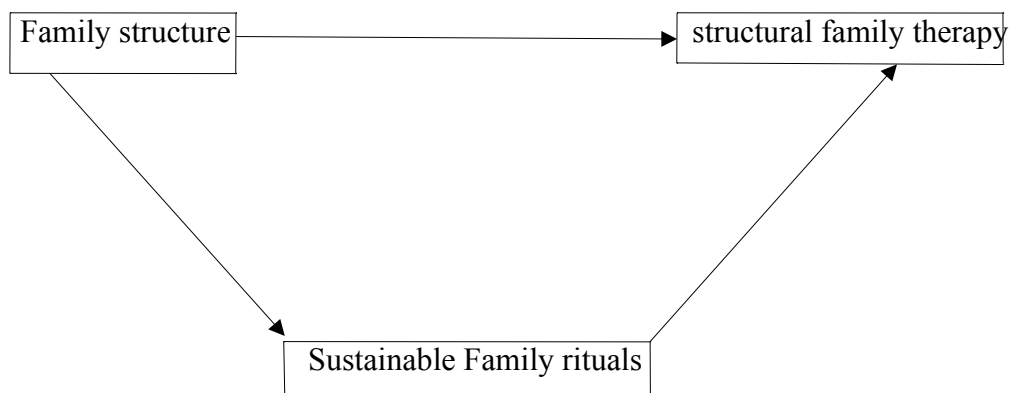 Family structure
structural family therapy
Sustainable Family rituals